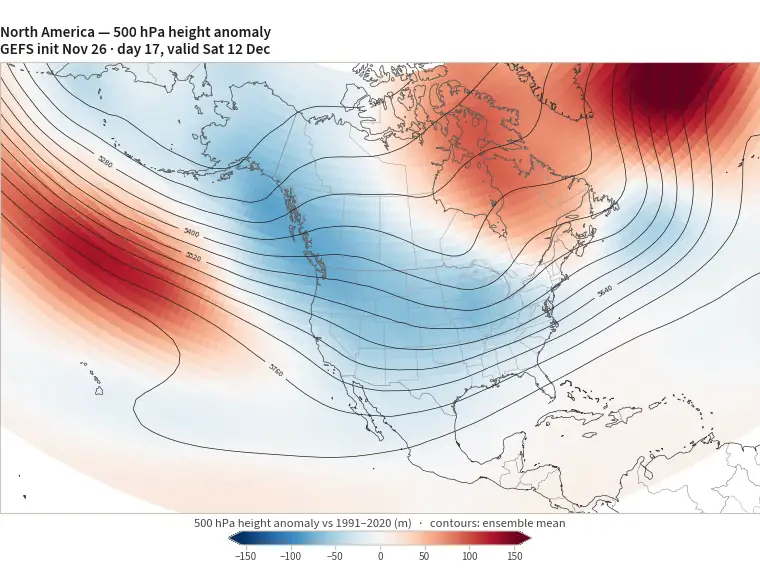 North America — 500 hPa height anomaly
GEFS init Nov 26 · day 17, valid Sat 12 Dec
5280
5400
5520
5640
5760
500 hPa height anomaly vs 1991–2020 (m) · contours: ensemble mean
−150 −100 −50 0 50 100 150